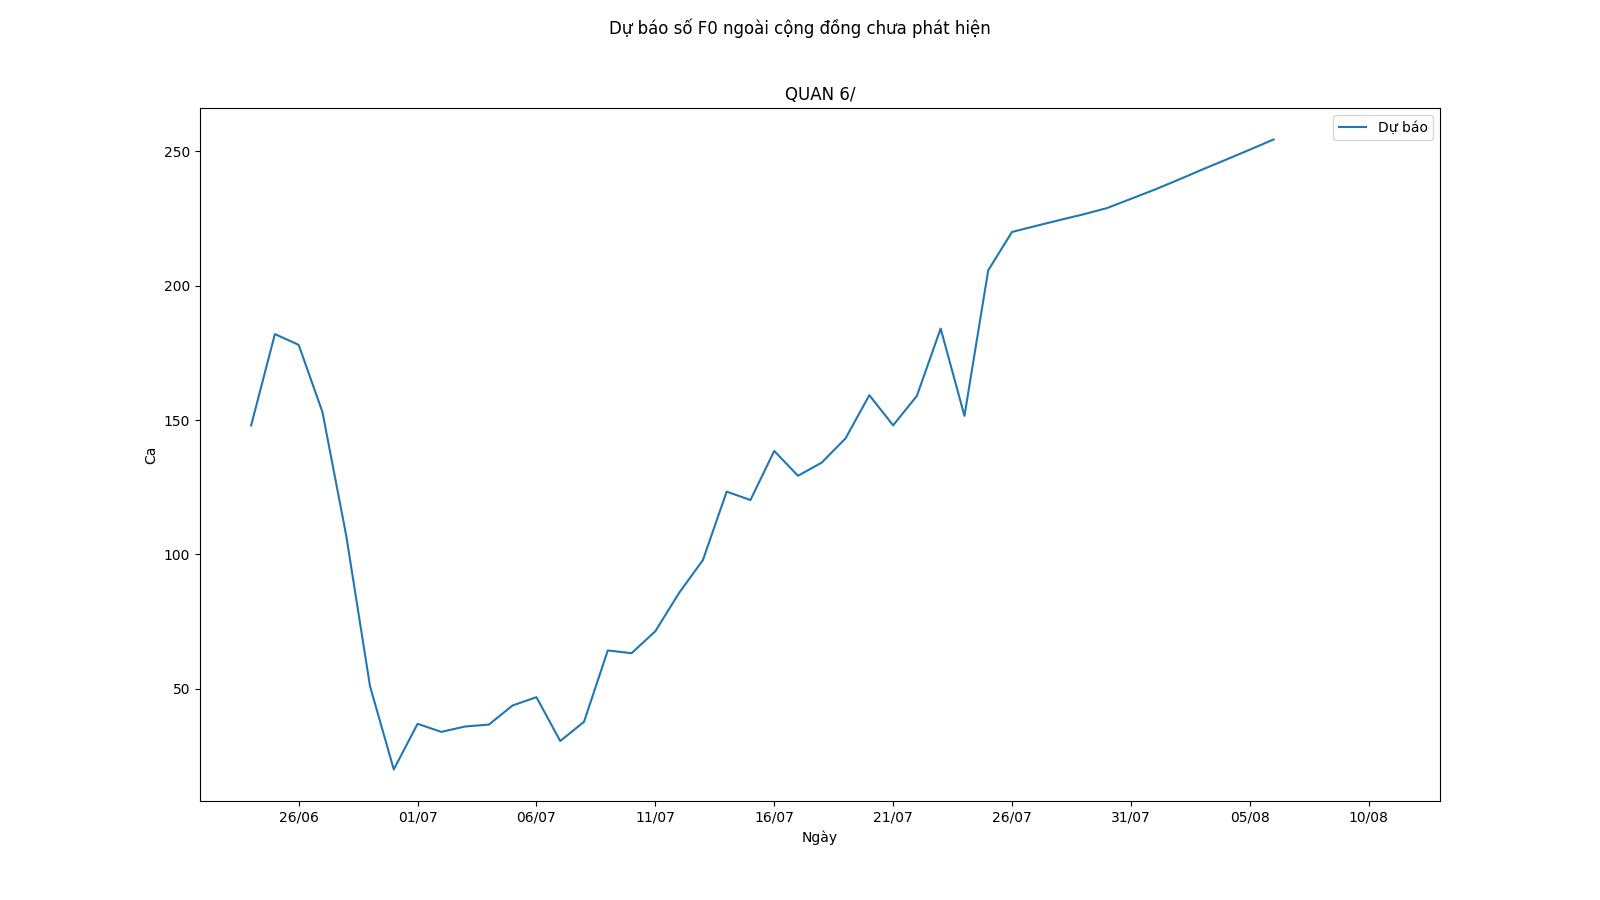 Dự báo số F0 ngoài cộng đồng chưa phát hiện
QUAN 6/
Dự báo
250
200
150
100
50
Ca
26/06 01/07 06/07 11/07 16/07 21/07 26/07 31/07 05/08 10/08
Ngày